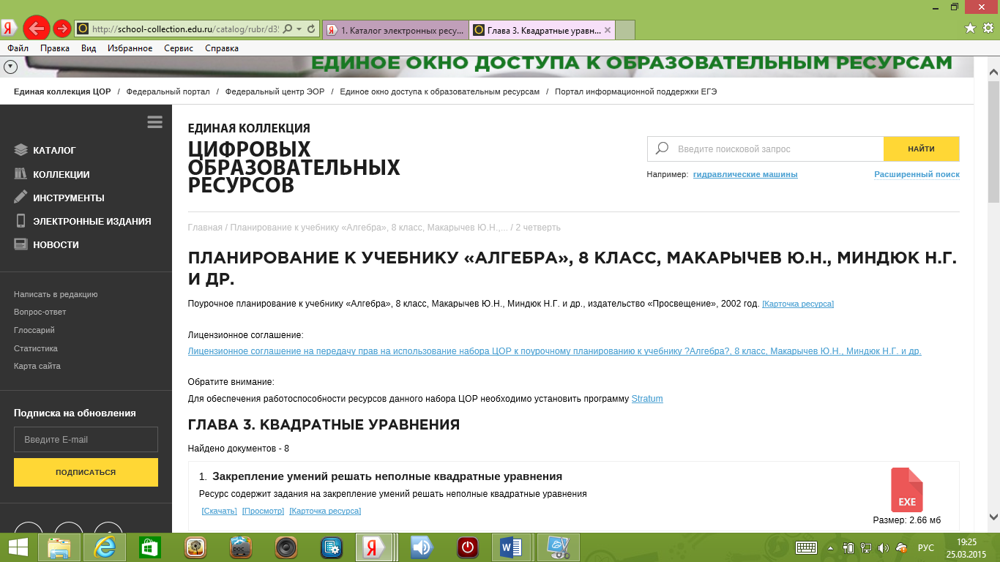 http://school-collection.edu.ru/catalog/rubr/d35
1. Каталог электронных ресу...
Глава 3. Квадратные уравн...
Файл Правка Вид Избранное Сервис Справка
ЕДИНОЕ ОКНО ДОСТУПА К ОБРАЗОВАТЕЛЬНЫМ РЕСУРСАМ
Единая коллекция ЦОР / Федеральный портал / Федеральный центр ЭОР / Единое окно доступа к образовательным ресурсам / Портал информационной поддержки ЕГЭ
КАТАЛОГ
КОЛЛЕКЦИИ
ИНСТРУМЕНТЫ
ЭЛЕКТРОННЫЕ ИЗДАНИЯ
НОВОСТИ
Написать в редакцию
Вопрос-ответ
Глоссарий
Статистика
Карта сайта
Подписка на обновления
Введите E-mail
ПОДПИСАТЬСЯ
ЕДИНАЯ КОЛЛЕКЦИЯ
ЦИФРОВЫХ
ОБРАЗОВАТЕЛЬНЫХ
РЕСУРСОВ
Введите поисковой запрос
НАЙТИ
Например: гидравлические машины
Расширенный поиск
Главная / Планирование к учебнику «Алгебра», 8 класс, Макарычев Ю.Н.,... / 2 четверть
ПЛАНИРОВАНИЕ К УЧЕБНИКУ «АЛГЕБРА», 8 КЛАСС, МАКАРЫЧЕВ Ю.Н., МИНДЮК Н.Г.
И ДР.
Поурочное планирование к учебнику «Алгебра», 8 класс, Макарычев Ю.Н., Миндюк Н.Г. и др., издательство «Просвещение», 2002 год. [Карточка ресурса]
Лицензионное соглашение:
Лицензионное соглашение на передачу прав на использование набора ЦОР к поурочному планированию к учебнику ?Алгебра?, 8 класс, Макарычев Ю.Н., Миндюк Н.Г. и др.
Обратите внимание:
Для обеспечения работоспособности ресурсов данного набора ЦОР необходимо установить программу Stratum
ГЛАВА 3. КВАДРАТНЫЕ УРАВНЕНИЯ
Найдено документов - 8
1. Закрепление умений решать неполные квадратные уравнения
Ресурс содержит задания на закрепление умений решать неполные квадратные уравнения
[Скачать] [Просмотр] [Карточка ресурса]
EXE
Размер: 2.66 мб
DOC
РУС
19:25
25.03.2015